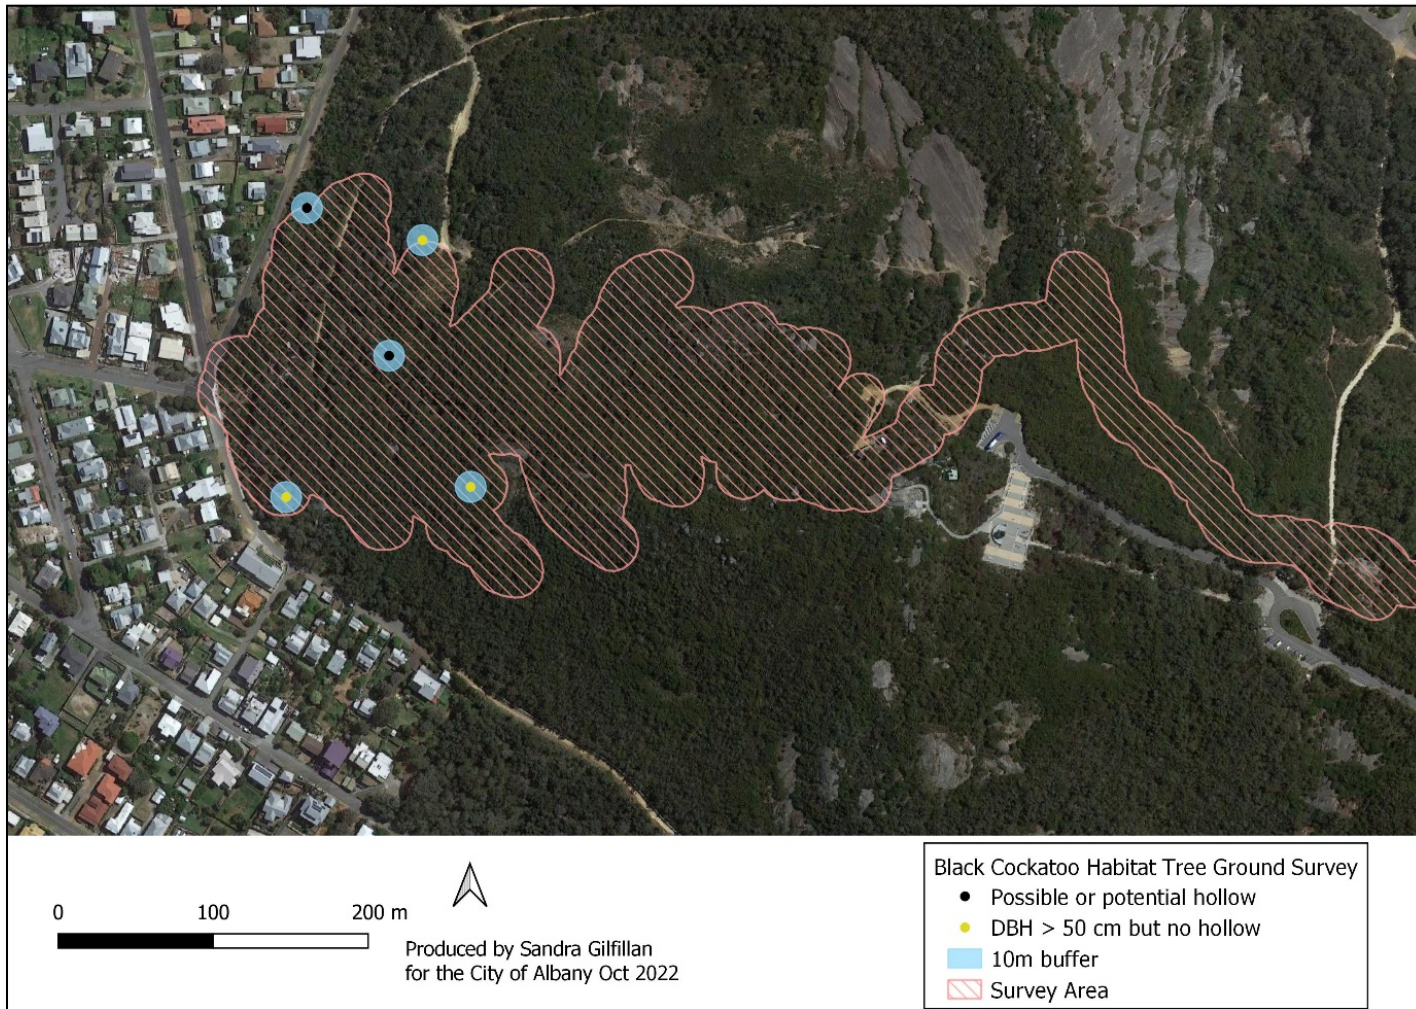 0 100 200 m
Produced by Sandra Gilfillan
for the City of Albany Oct 2022
Black Cockatoo Habitat Tree Ground Survey
Possible or potential hollow
DBH > 50 cm but no hollow
10m buffer
Survey Area